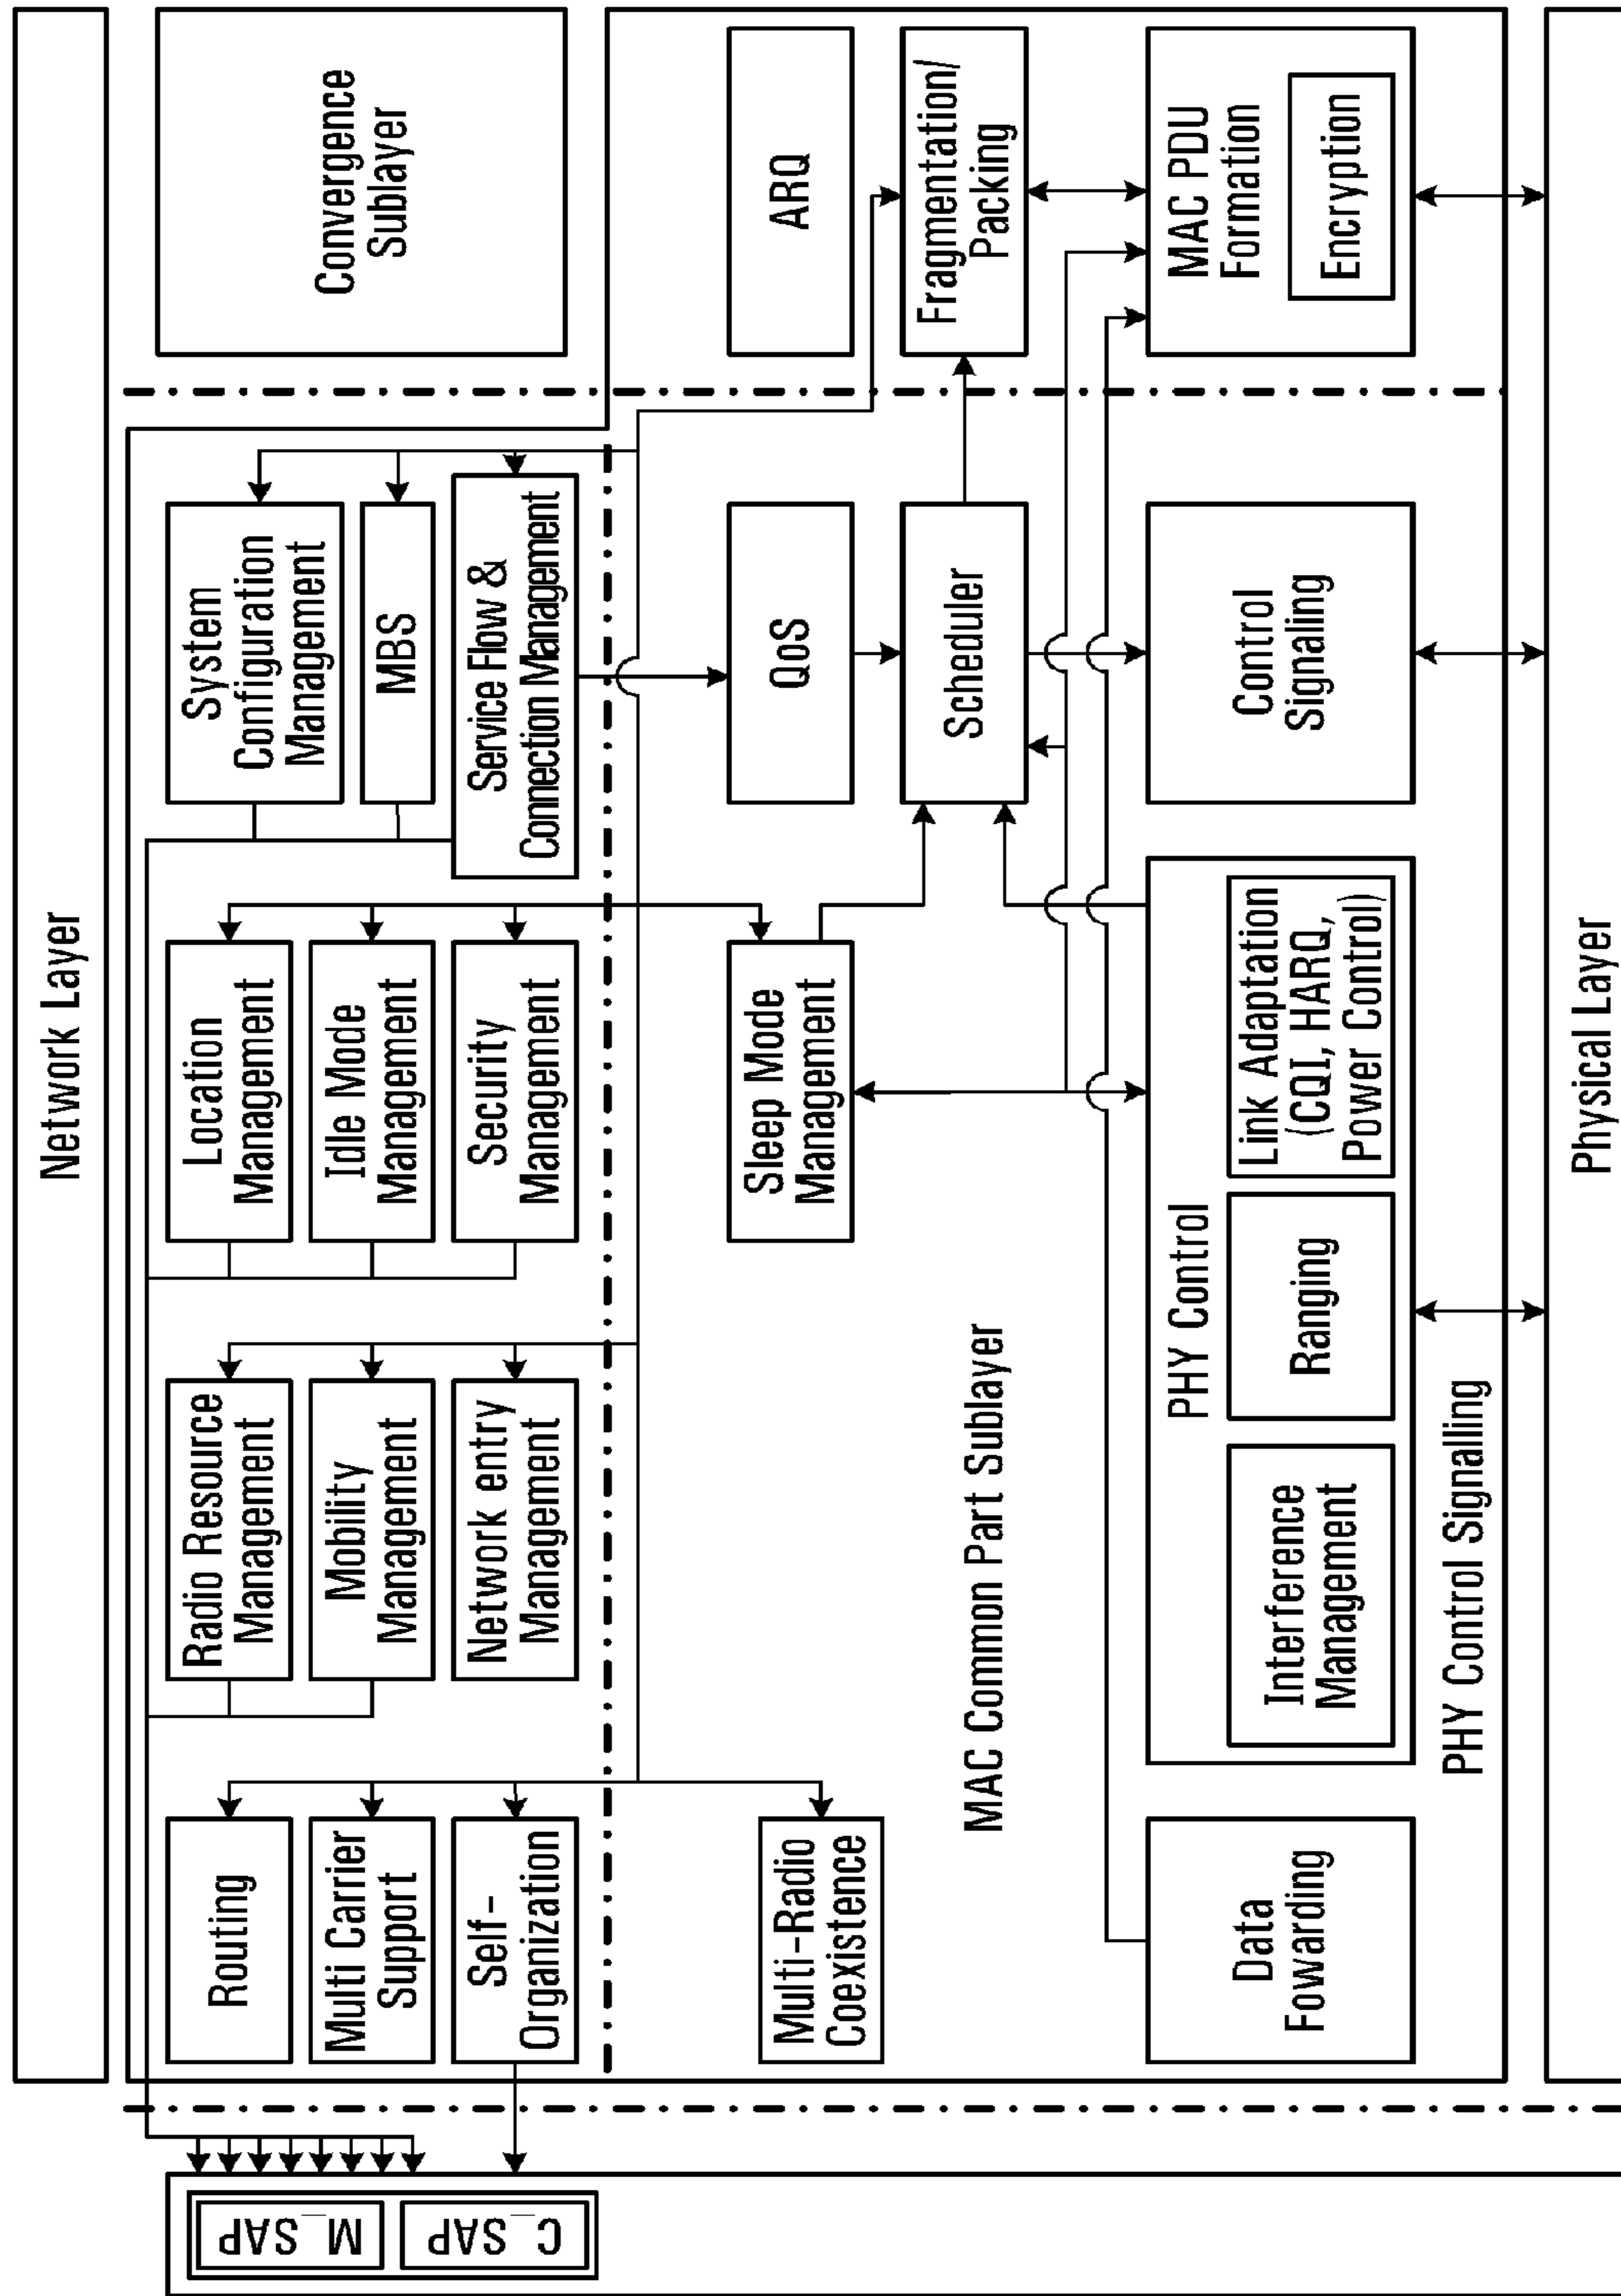 Network Layer
M_SAP
C_SAP
Routing
Multi Carrier
Support
Self-
Organization
Radio Resource
Management
Mobility
Management
Network entry
Management
Location
Management
Idle Mode
Management
Security
Management
System
Configuration
Management
MBS
Service Flow &
Connection Management
Convergence
Sublayer
Multi-Radio
Coexistence
Sleep Mode
Management
QoS
ARQ
MAC Common Part Sublayer
Scheduler
Fragmentation/
Packing
Data
Fowarding
PHY Control
Interference
Management
Ranging
Link Adaptation
(CQI, HARQ,
Power Control)
Control
Signaling
MAC PDU
Formation
Encryption
PHY Control Signalling
Physical Layer